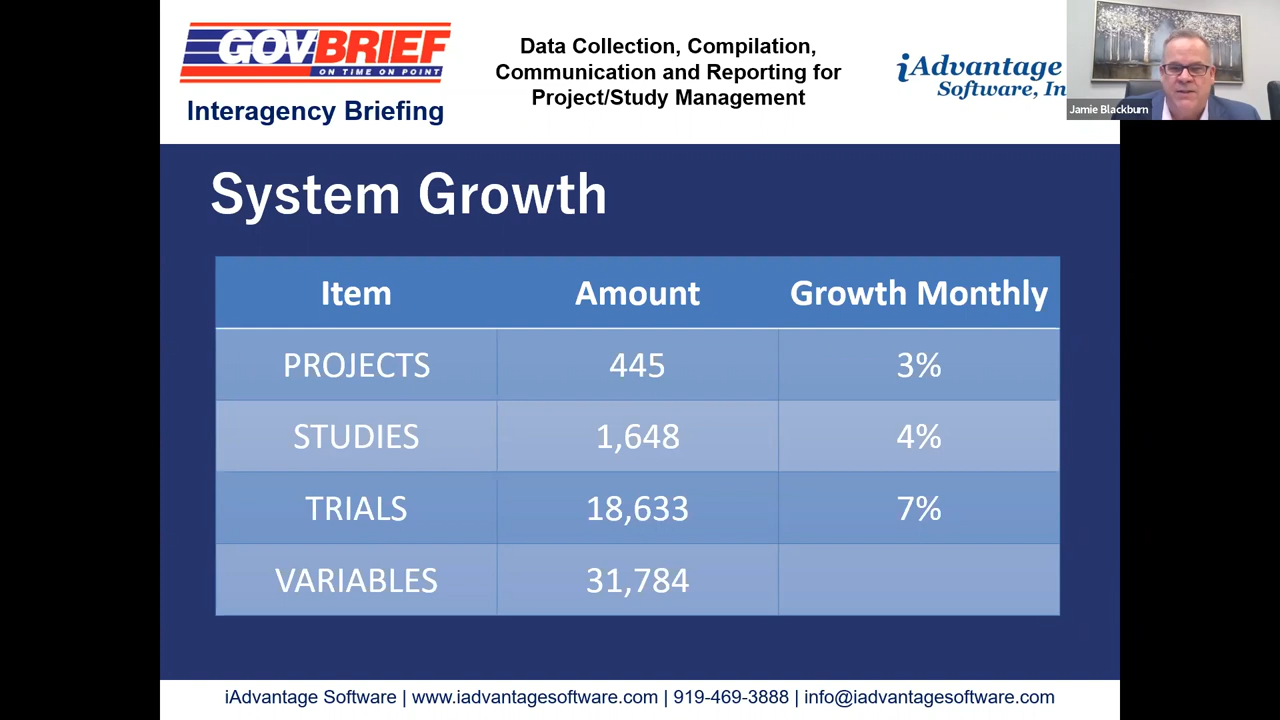 GOVBRIEF
ON TIME ON POINT
Interagency Briefing
Data Collection, Compilation,
Communication and Reporting for
Project/Study Management
iAdvantage
Software, In
Jamie Blackburn
System Growth
Item Amount Growth Monthly
PROJECTS 445 3%
STUDIES 1,648 4%
TRIALS 18,633 7%
VARIABLES 31,784
iAdvantage Software | www.iadvantagesoftware.com | 919-469-3888 | info@iadvantagesoftware.com